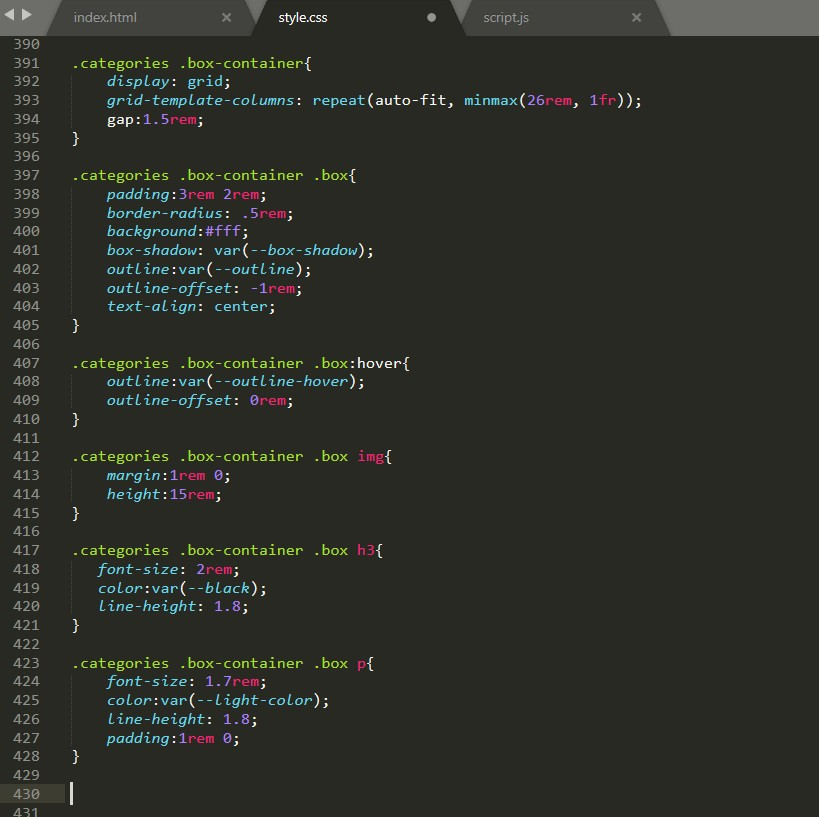 index.html × style.css script.js ×
390
391 .categories .box-container{
392 display: grid;
393 grid-template-columns: repeat(auto-fit, minmax(26rem, 1fr));
394 gap:1.5rem;
395 }
396
397 .categories .box-container .box{
398 padding:3rem 2rem;
399 border-radius: .5rem;
400 background:#fff;
401 box-shadow: var(--box-shadow);
402 outline:var(--outline);
403 outline-offset: -1rem;
404 text-align: center;
405 }
406
407 .categories .box-container .box:hover{
408 outline:var(--outline-hover);
409 outline-offset: 0rem;
410 }
411
412 .categories .box-container .box img{
413 margin:1rem 0;
414 height:15rem;
415 }
416
417 .categories .box-container .box h3{
418 font-size: 2rem;
419 color:var(--black);
420 line-height: 1.8;
421 }
422
423 .categories .box-container .box p{
424 font-size: 1.7rem;
425 color:var(--light-color);
426 line-height: 1.8;
427 padding:1rem 0;
428 }
429
430
431